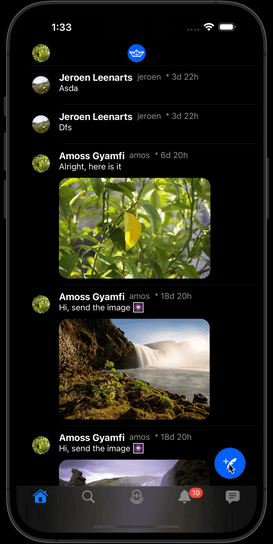 1:33
Jeroen Leenarts jeroen * 3d 22h
Asda
Jeroen Leenarts jeroen * 3d 22h
Dfs
Amoss Gyamfi amos * 6d 20h
Alright, here is it
Amoss Gyamfi amos * 18d 20h
Hi, send the image
Amoss Gyamfi amos * 18d 20h
Hi, send the image
10